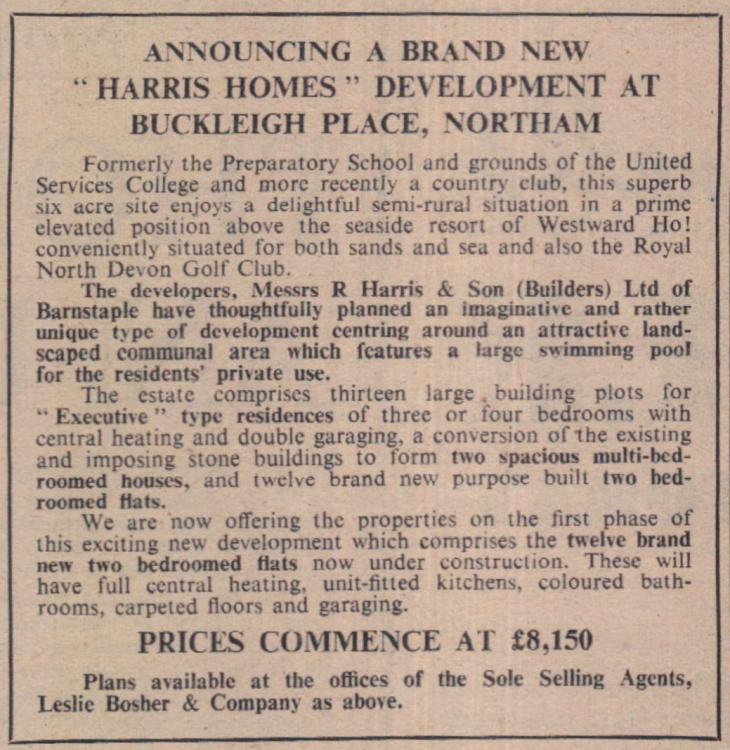 ANNOUNCING A BRAND NEW
"HARRIS HOMES" DEVELOPMENT AT
BUCKLEIGH PLACE, NORTHAM
Formerly the Preparatory School and grounds of the United
Services College and more recently a country club, this superb
six acre site enjoys a delightful semi-rural situation in a prime
elevated position above the seaside resort of Westward Ho!
conveniently situated for both sands and sea and also the Royal
North Devon Golf Club.
The developers, Messrs R Harris & Son (Builders) Ltd of
Barnstaple have thoughtfully planned an imaginative and rather
unique type of development centring around an attractive land-
scaped communal area which features a large swimming pool
for the residents' private use.
The estate comprises thirteen large building plots for
"Executive" type residences of three or four bedrooms with
central heating and double garaging, a conversion of the existing
and imposing stone buildings to form two spacious multi-bed-
roomed houses, and twelve brand new purpose built two bed-
roomed flats.
We are now offering the properties on the first phase of
this exciting new development which comprises the twelve brand
new two bedroomed flats now under construction. These will
have full central heating, unit-fitted kitchens, coloured bath-
rooms, carpeted floors and garaging.
PRICES COMMENCE AT £8,150
Plans available at the offices of the Sole Selling Agents,
Leslie Bosher & Company as above.